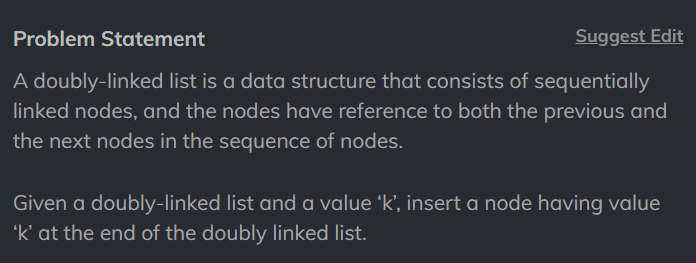 Problem Statement
Suggest Edit
A doubly-linked list is a data structure that consists of sequentially
linked nodes, and the nodes have reference to both the previous and
the next nodes in the sequence of nodes.
Given a doubly-linked list and a value ‘k’, insert a node having value
‘k’ at the end of the doubly linked list.